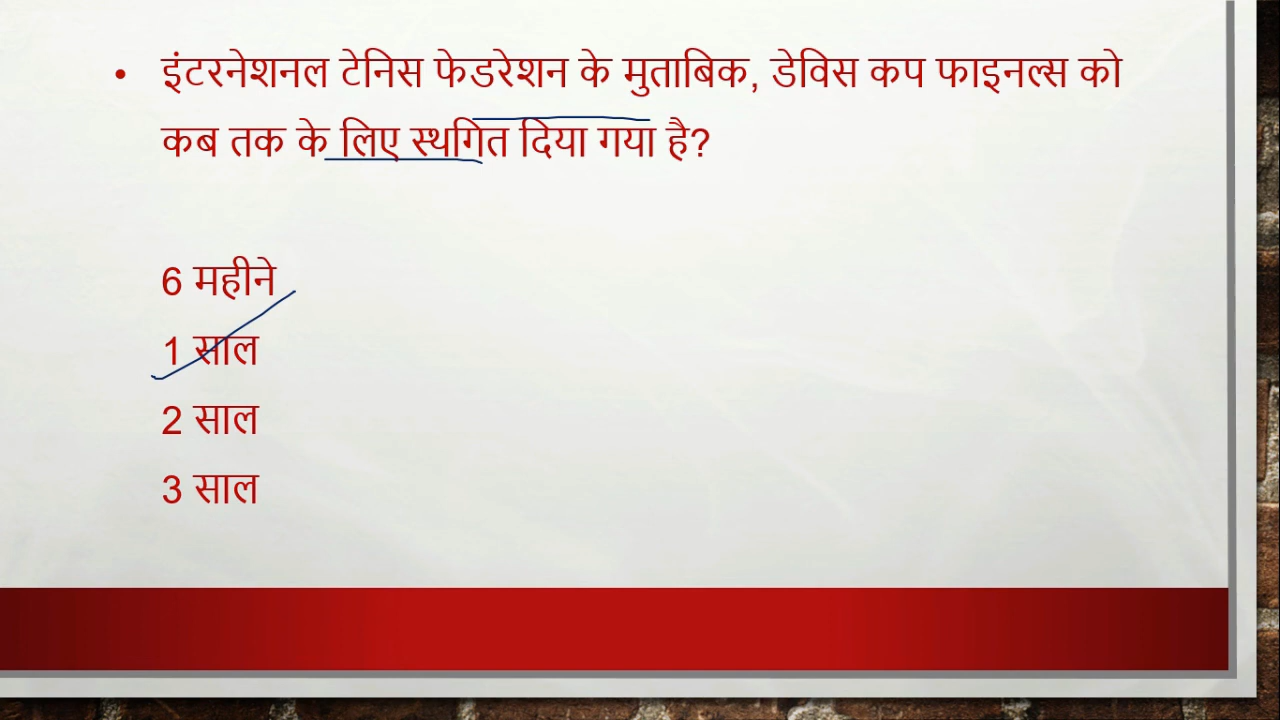 • इंटरनेशनल टेनिस फेडरेशन के मुताबिक, डेविस कप फाइनल्स को
कब तक के लिए स्थगित दिया गया है?
6 महीने
1 साल
2 साल
3 साल